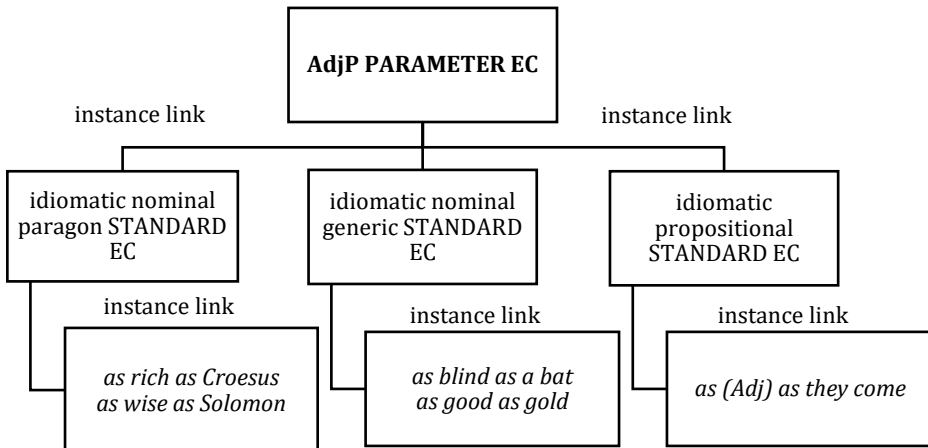 AdjP PARAMETER EC
instance link
instance link
idiomatic nominal
paragon STANDARD
EC
idiomatic nominal
generic STANDARD
EC
idiomatic
propositional
STANDARD EC
instance link
instance link
instance link
as rich as Croesus
as wise as Solomon
as blind as a bat
as good as gold
as (Adj) as they come